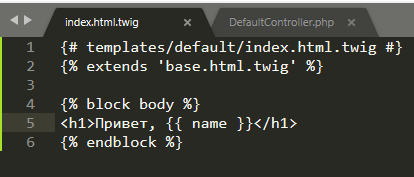 index.html.twig × DefaultController.php ×
1 {# templates/default/index.html.twig #}
2 {% extends 'base.html.twig' %}
3
4 {% block body %}
5 <h1>Привет, {{ name }}</h1>
6 {% endblock %}